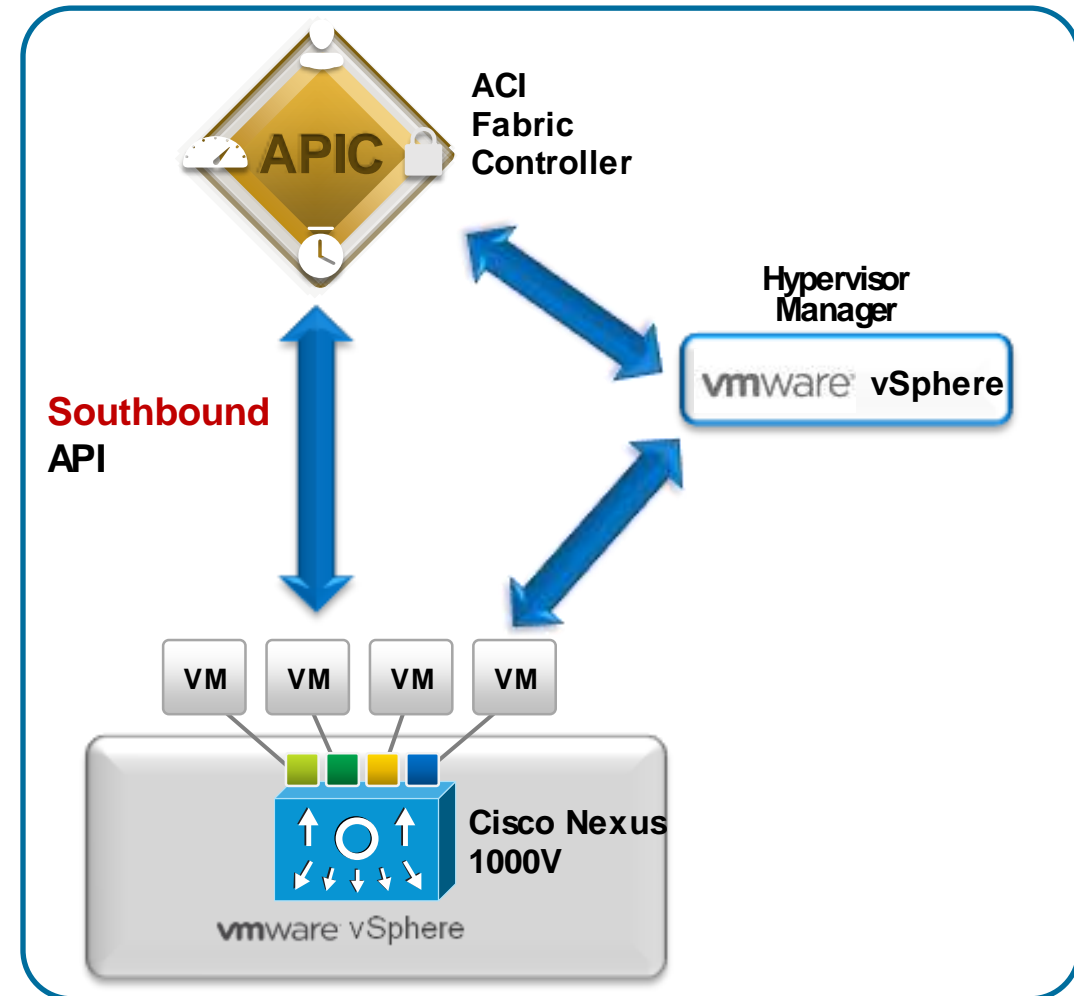 APIC
ACI
Fabric
Controller
Hypervisor
Manager
vmware vSphere
Southbound
API
VM VM VM VM
Cisco Nexus
1000V
vmware vSphere